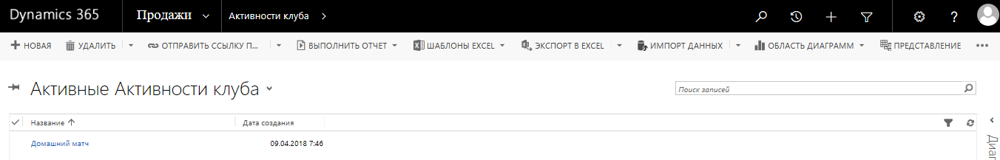 Dynamics 365 Продажи Активности клуба
НОВАЯ УДАЛИТЬ ОТПРАВИТЬ ССЫЛКУ П... ВЫПОЛНИТЬ ОТЧЕТ ШАБЛОНЫ EXCEL ЭКСПОРТ В EXCEL ИМПОРТ ДАННЫХ ОБЛАСТЬ ДИАГРАММ ПРЕДСТАВЛЕНИЕ
Активные Активности клуба Поиск записей
Название Дата создания
Домашний матч 09.04.2018 7:46
Диаг